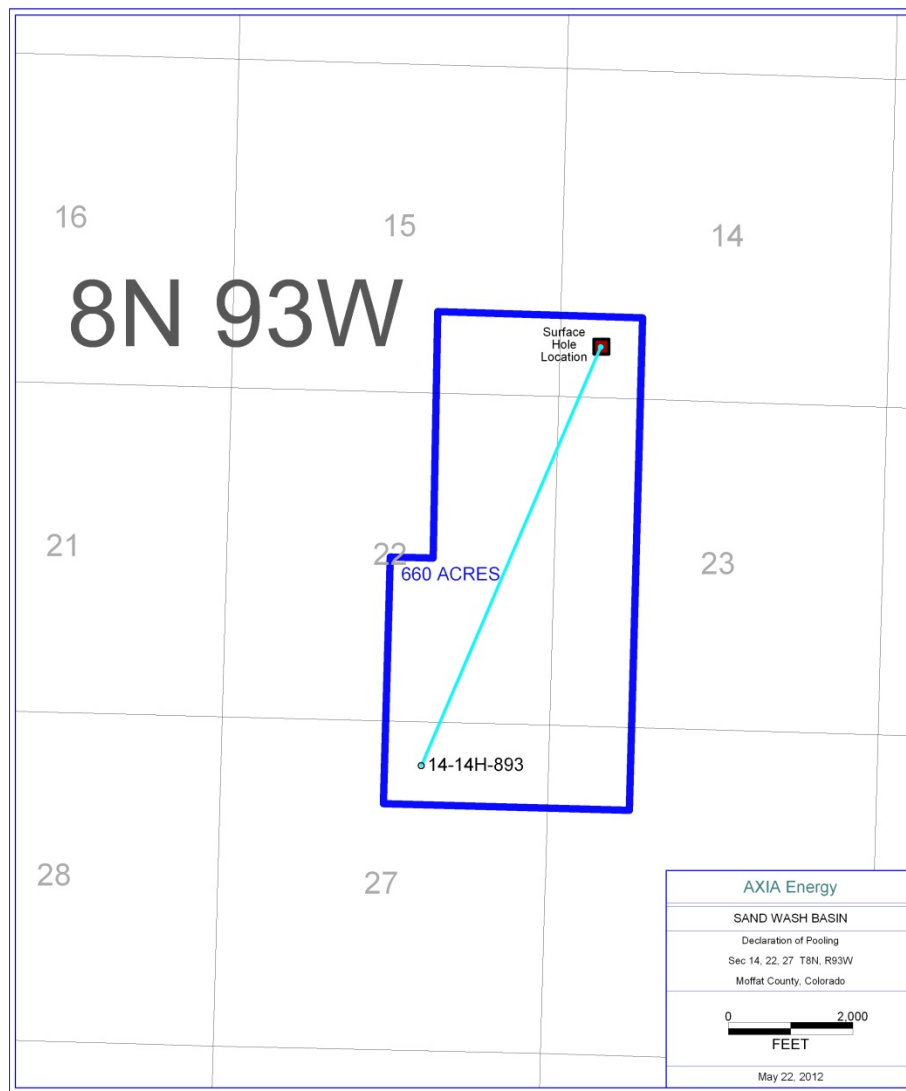 16
15
14
8N 93W
Surface
Hole
Location
21
22
23
660 ACRES
14-14H-893
28
27
AXIA Energy
SAND WASH BASIN
Declaration of Pooling
Sec 14, 22, 27 T8N, R93W
Moffat County, Colorado
0 2,000
FEET
May 22, 2012